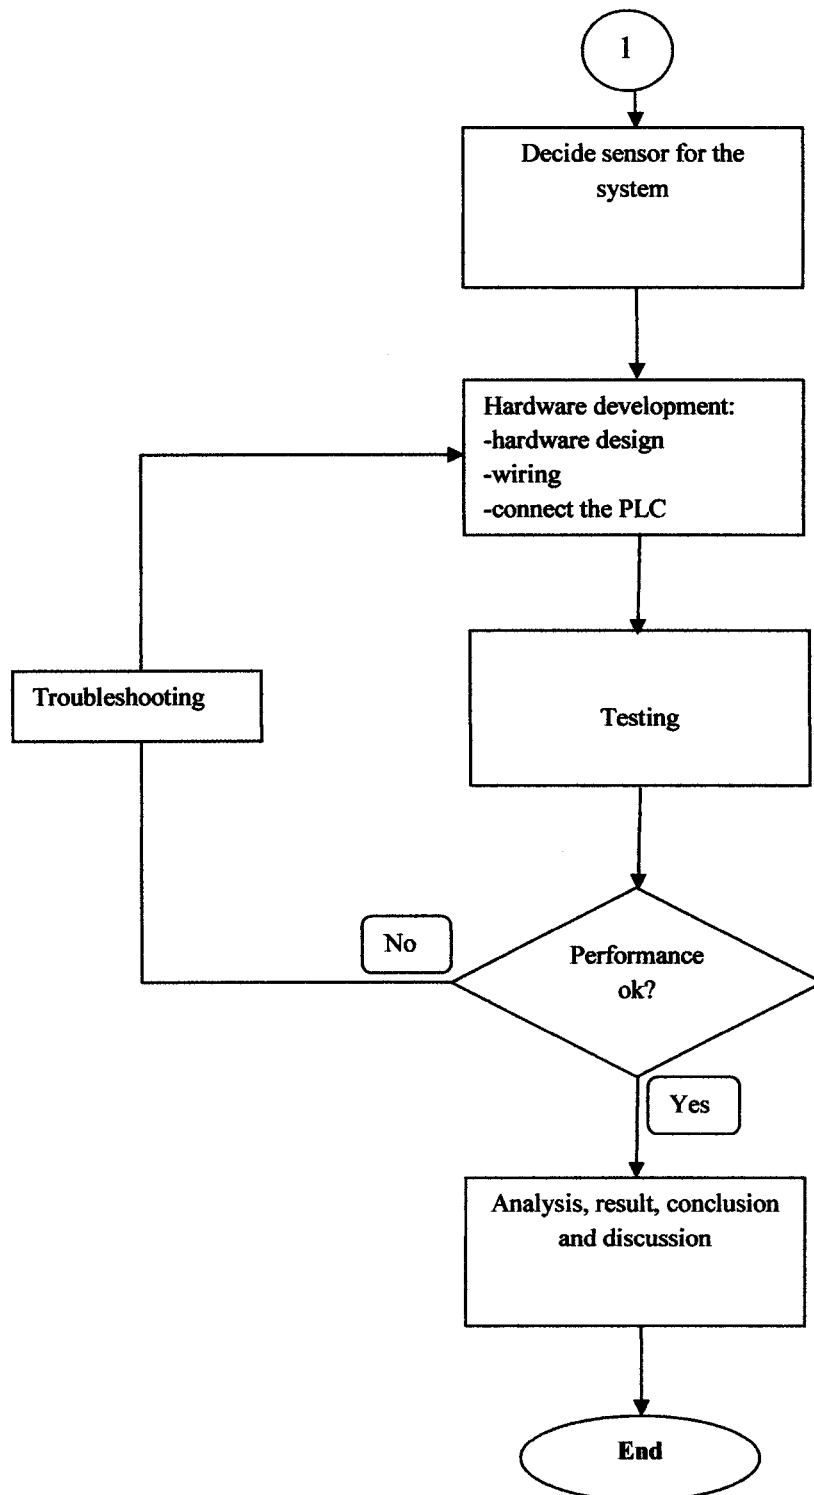 1
Decide sensor for the
system
Hardware development:
-hardware design
-wiring
-connect the PLC
Troubleshooting
Testing
No
Performance
ok?
Yes
Analysis, result, conclusion
and discussion
End